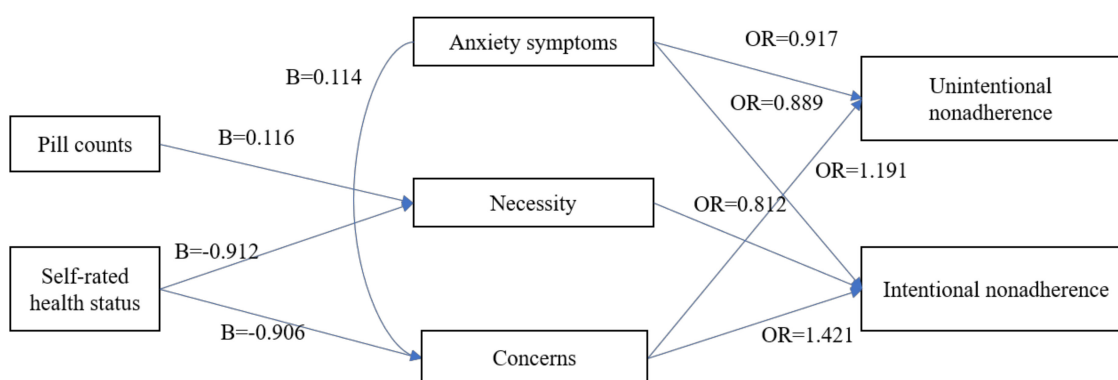 Anxiety symptoms
OR=0.917
B=0.114
Unintentional
nonadherence
OR=0.889
Pill counts
B=0.116
OR=1.191
Necessity
OR=0.812
B=-0.912
Self-rated
health status
Intentional nonadherence
B=-0.906
OR=1.421
Concerns